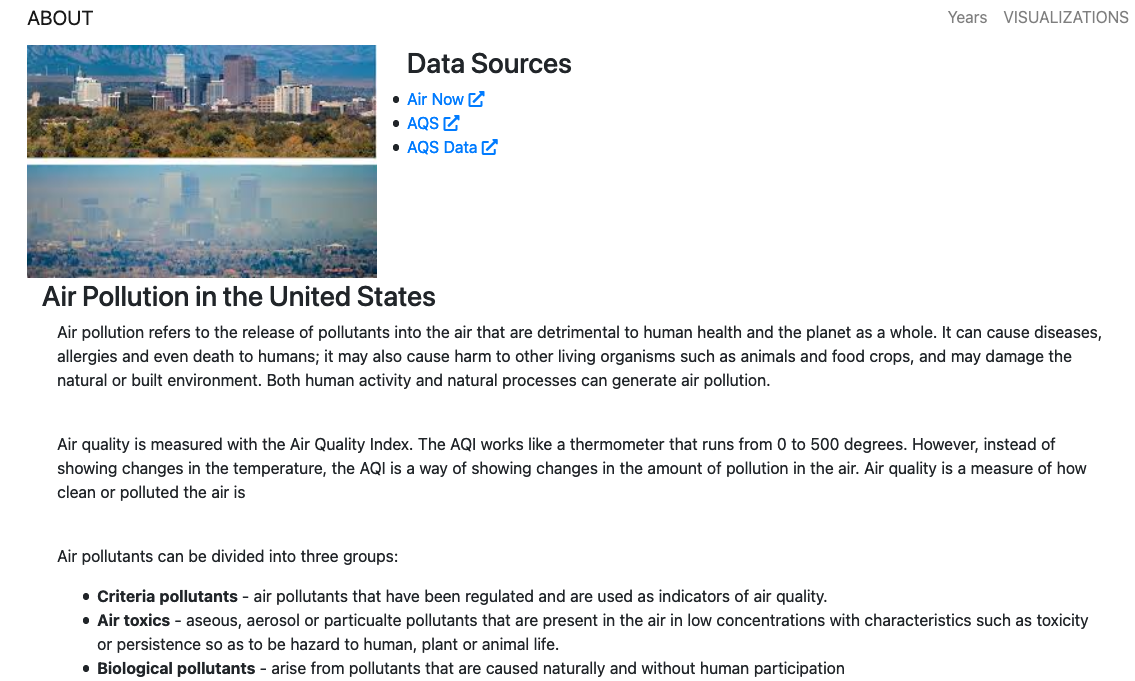 ABOUT
Years VISUALIZATIONS
Data Sources
Air Now
AQS
AQS Data
Air Pollution in the United States
Air pollution refers to the release of pollutants into the air that are detrimental to human health and the planet as a whole. It can cause diseases,
allergies and even death to humans; it may also cause harm to other living organisms such as animals and food crops, and may damage the
natural or built environment. Both human activity and natural processes can generate air pollution.
Air quality is measured with the Air Quality Index. The AQI works like a thermometer that runs from 0 to 500 degrees. However, instead of
showing changes in the temperature, the AQI is a way of showing changes in the amount of pollution in the air. Air quality is a measure of how
clean or polluted the air is
Air pollutants can be divided into three groups:
Criteria pollutants - air pollutants that have been regulated and are used as indicators of air quality.
Air toxics - aseous, aerosol or particualte pollutants that are present in the air in low concentrations with characteristics such as toxicity
or persistence so as to be hazard to human, plant or animal life.
Biological pollutants - arise from pollutants that are caused naturally and without human participation